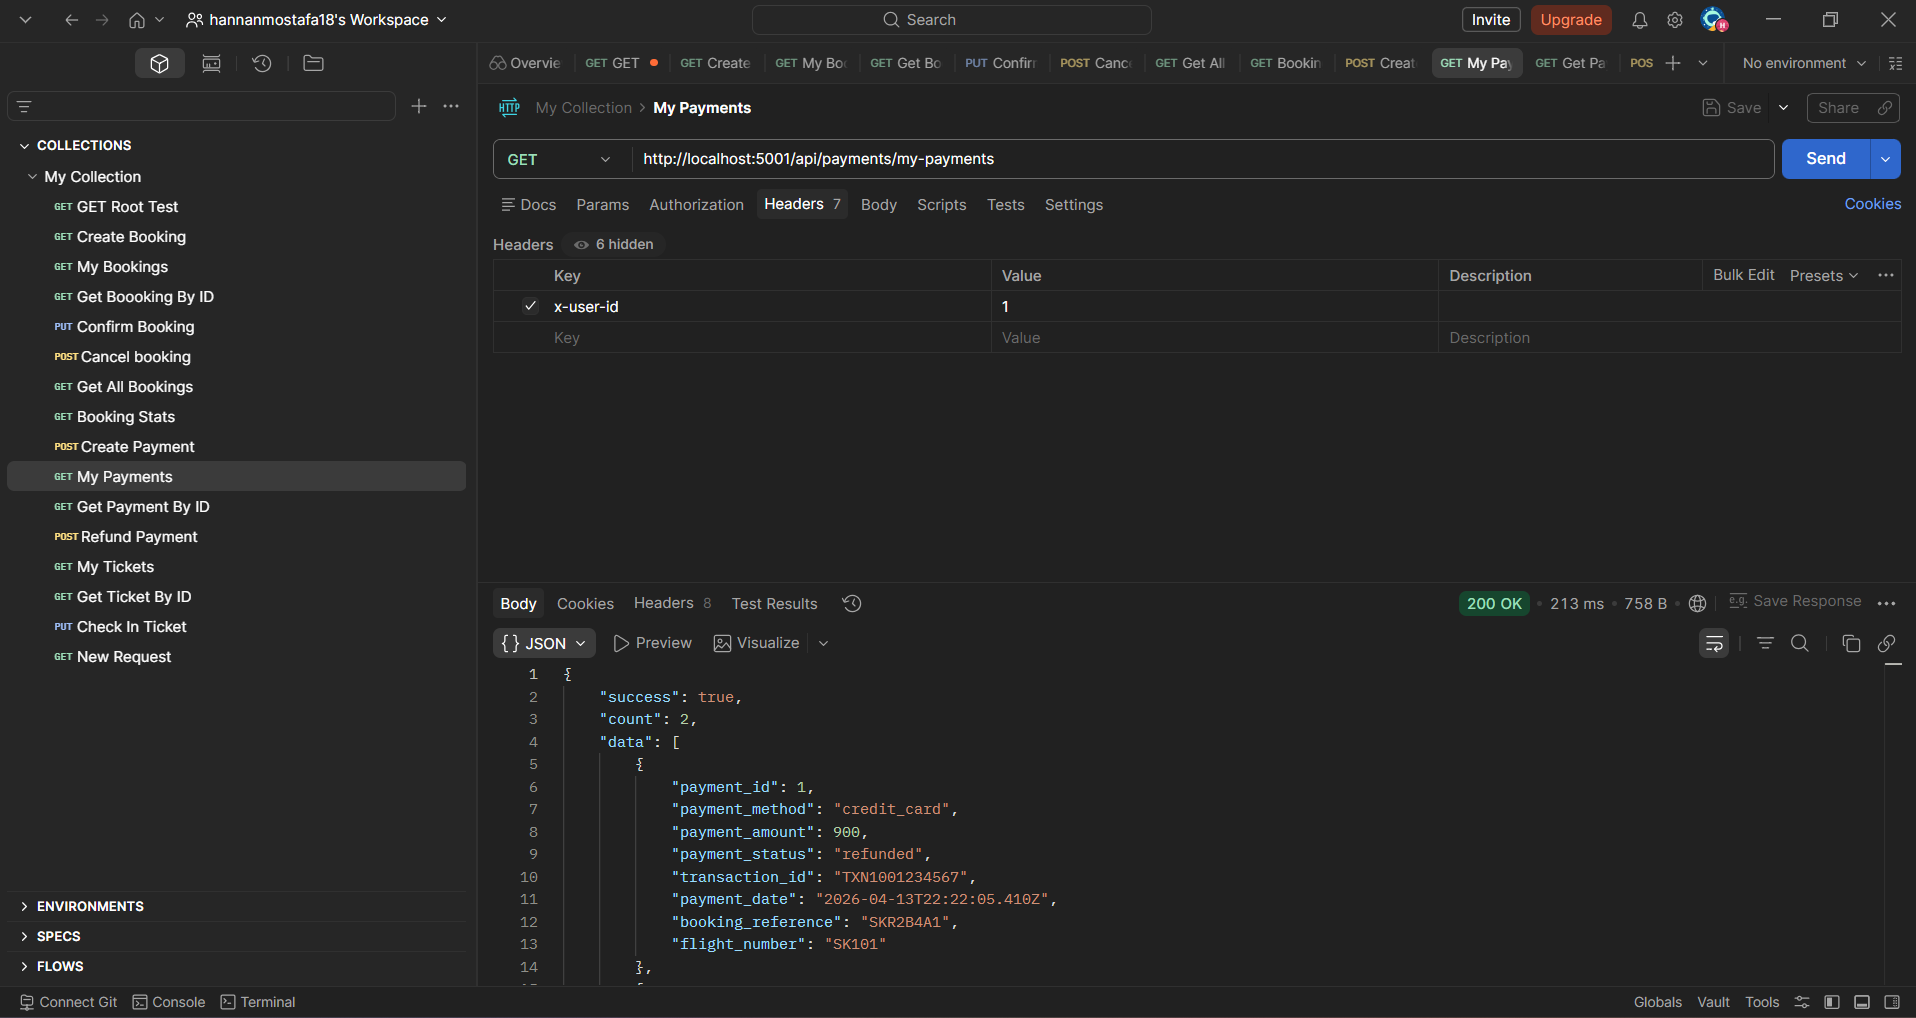 hannanmostafa18's Workspace
Search
Invite
Upgrade
H
Overvie
GET GET
GET Create
GET My Boo
GET Get Bo
PUT Confirr
POST Canc
GET Get All
GET Bookin
POST Creat
GET My Pay
GET Get Pa
POS
No environment
COLLECTIONS
My Collection
GET GET Root Test
GET Create Booking
GET My Bookings
GET Get Boooking By ID
PUT Confirm Booking
POST Cancel booking
GET Get All Bookings
GET Booking Stats
POST Create Payment
GET My Payments
GET Get Payment By ID
POST Refund Payment
GET My Tickets
GET Get Ticket By ID
PUT Check In Ticket
GET New Request
ENVIRONMENTS
SPECS
FLOWS
HTTP My Collection > My Payments
Save
Share
GET http://localhost:5001/api/payments/my-payments
Send
Docs Params Authorization Headers 7 Body Scripts Tests Settings
Cookies
Headers 6 hidden
Key Value Description Bulk Edit Presets
x-user-id 1
Key Value Description
Body Cookies Headers 8 Test Results
200 OK • 213 ms • 758 B •
e.g. Save Response
{} JSON Preview Visualize
1 {
2 "success": true,
3 "count": 2,
4 "data": [
5 {
6 "payment_id": 1,
7 "payment_method": "credit_card",
8 "payment_amount": 900,
9 "payment_status": "refunded",
10 "transaction_id": "TXN1001234567",
11 "payment_date": "2026-04-13T22:22:05.410Z",
12 "booking_reference": "SKR2B4A1",
13 "flight_number": "SK101"
14 },
Connect Git Console Terminal
Globals Vault Tools